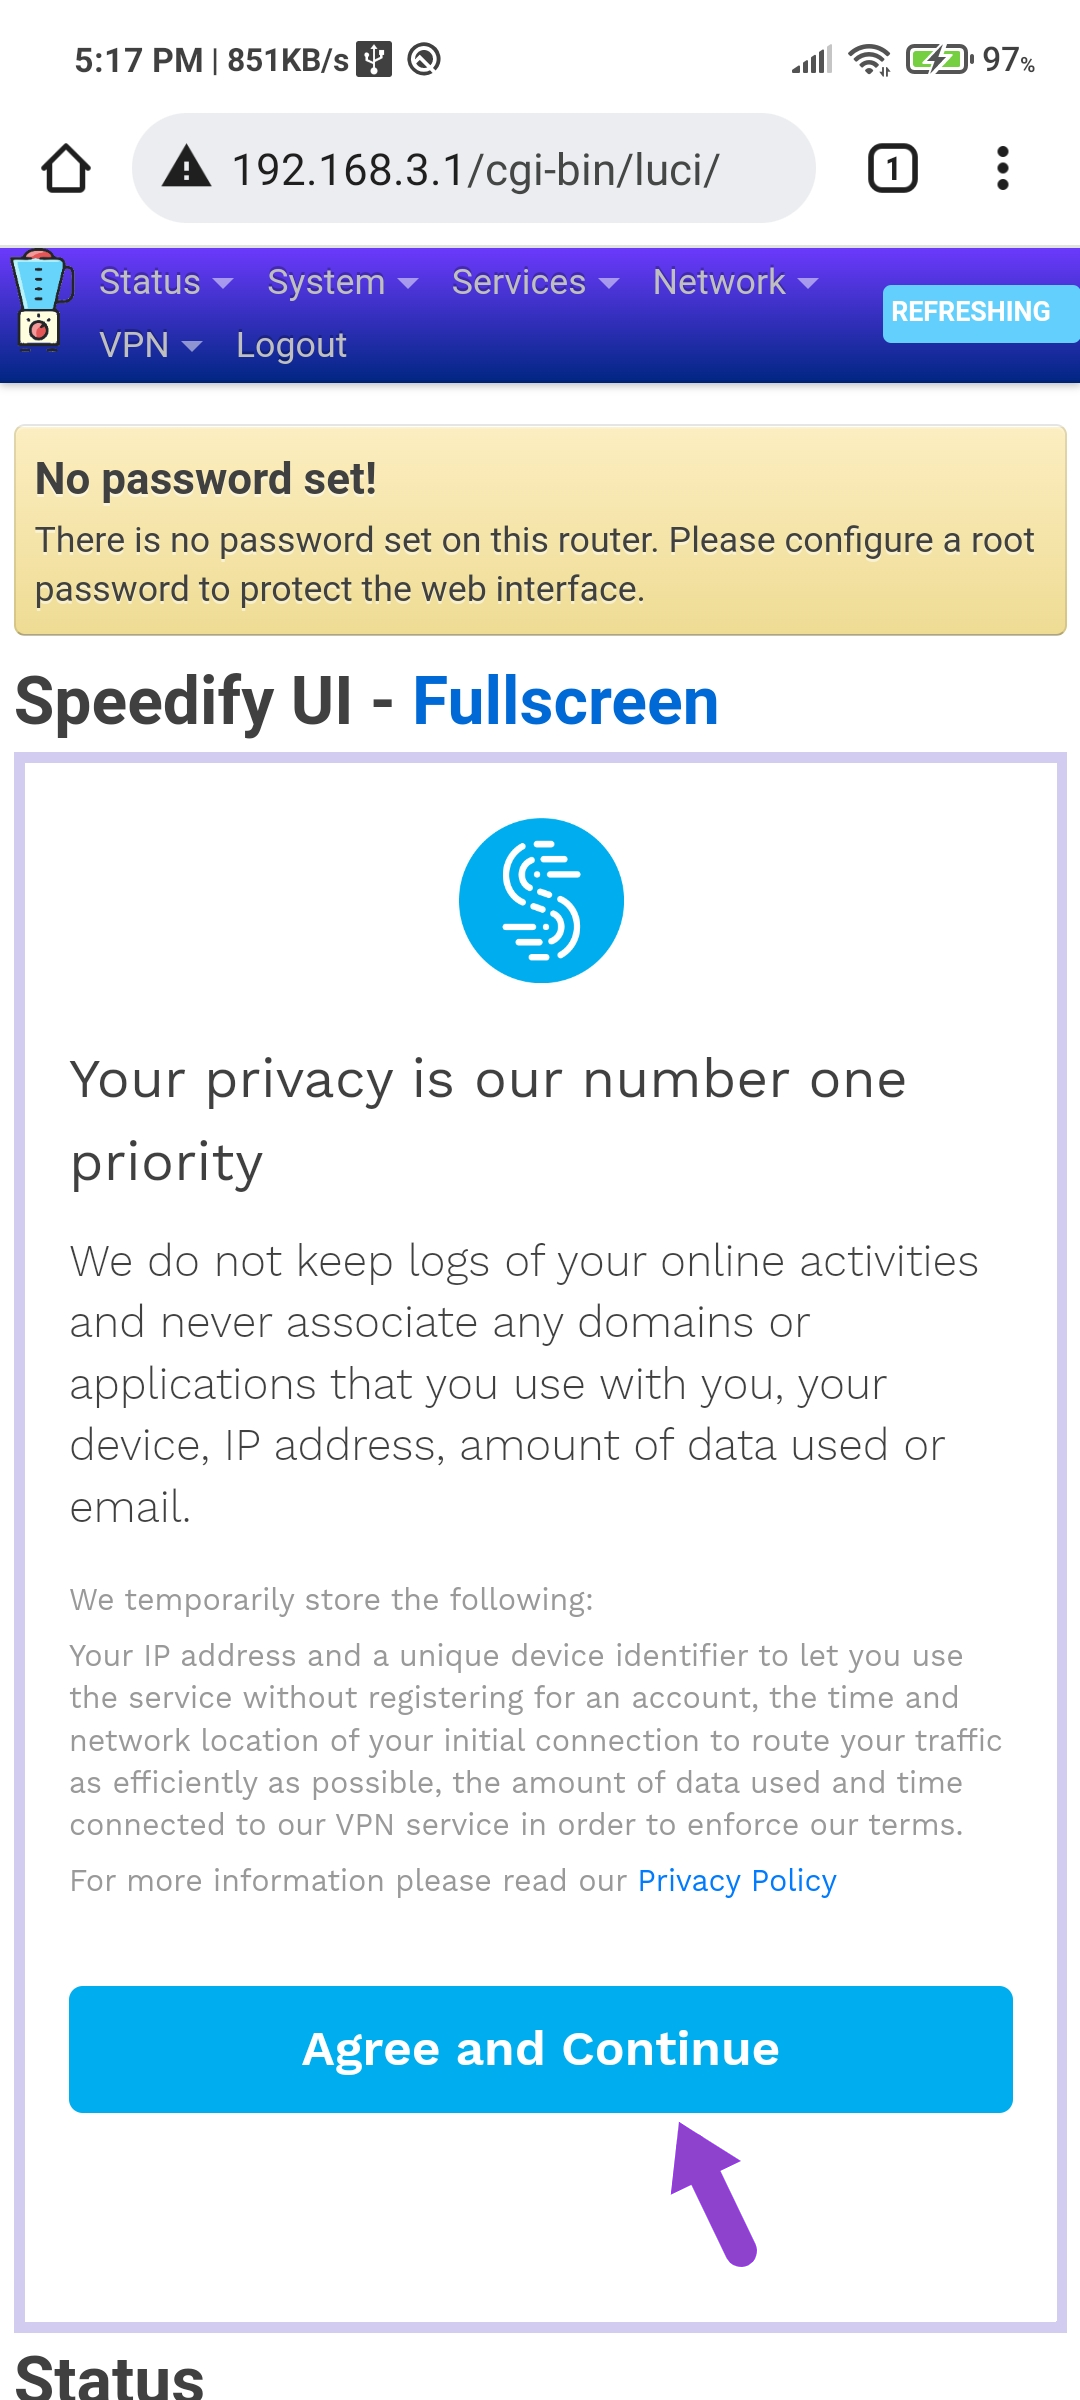 5:17 PM | 851KB/s 97%
192.168.3.1/cgi-bin/luci/ 1
Status System Services Network
VPN Logout
REFRESHING
No password set!
There is no password set on this router. Please configure a root
password to protect the web interface.
Speedify UI - Fullscreen
Your privacy is our number one
priority
We do not keep logs of your online activities
and never associate any domains or
applications that you use with you, your
device, IP address, amount of data used or
email.
We temporarily store the following:
Your IP address and a unique device identifier to let you use
the service without registering for an account, the time and
network location of your initial connection to route your traffic
as efficiently as possible, the amount of data used and time
connected to our VPN service in order to enforce our terms.
For more information please read our Privacy Policy
Agree and Continue
Status